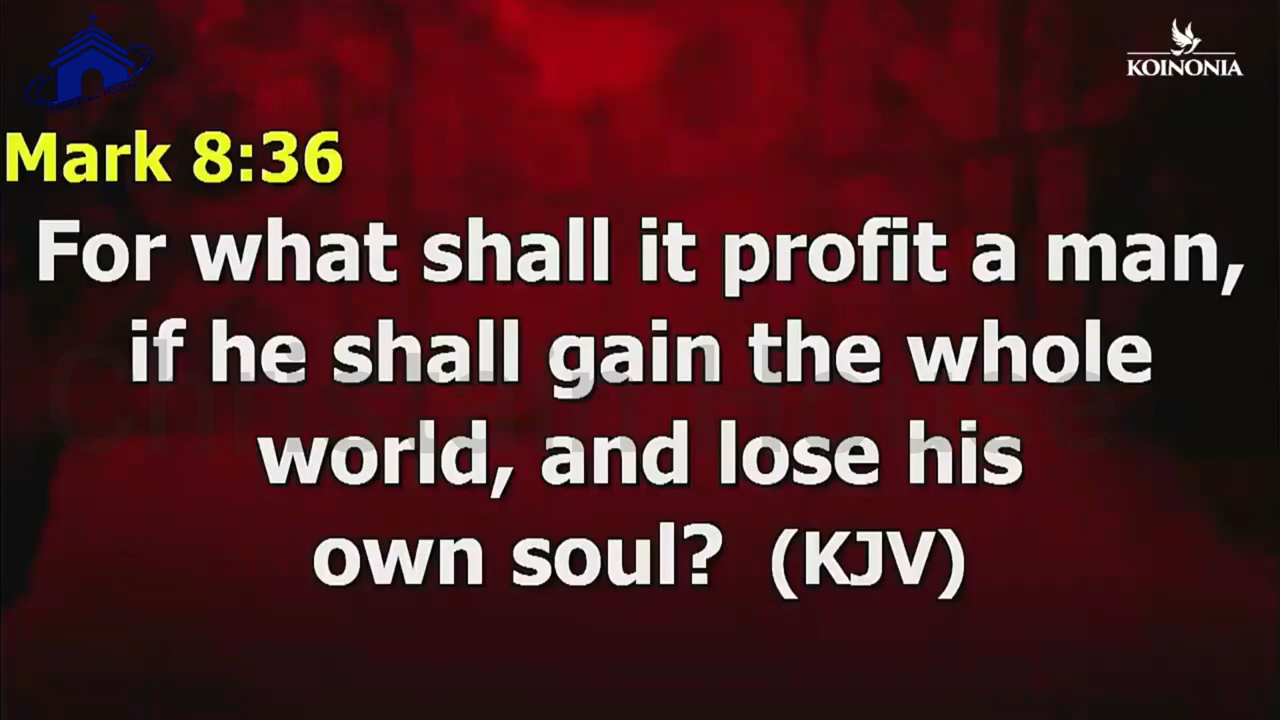 KOINONIA
Mark 8:36
For what shall it profit a man,
if he shall gain the whole
world, and lose his
own soul? (KJV)